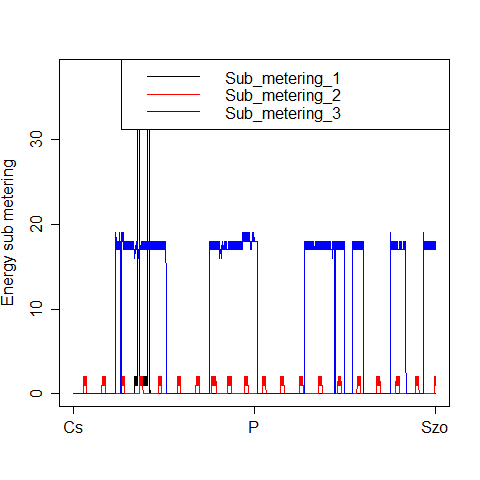 Sub_metering_1
Sub_metering_2
Sub_metering_3
Energy sub metering
30
20
10
0
Cs P Szo